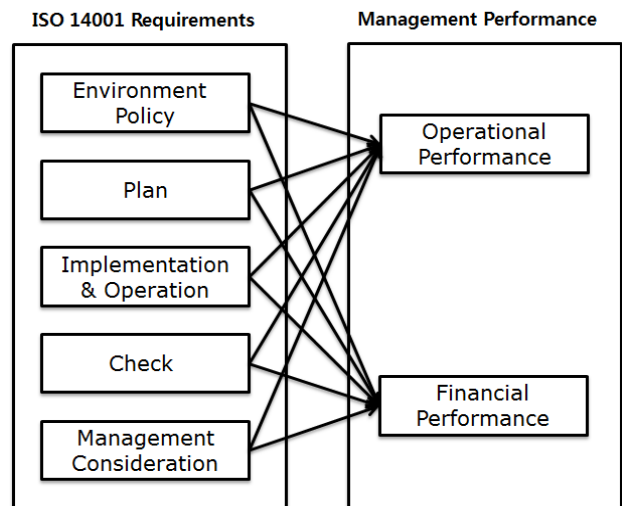 ISO 14001 Requirements
Management Performance
Environment
Policy
Plan
Implementation
& Operation
Check
Management
Consideration
Operational
Performance
Financial
Performance